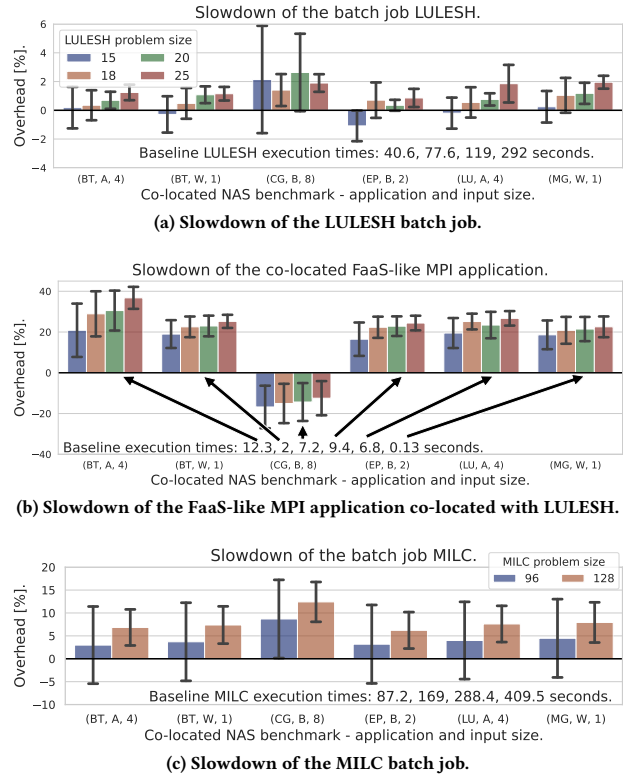 Slowdown of the batch job LULESH.
LULESH problem size
15 20
18 25
6
4
2
0
−2
−4
Overhead [%].
Baseline LULESH execution times: 40.6, 77.6, 119, 292 seconds.
(BT, A, 4) (BT, W, 1) (CG, B, 8) (EP, B, 2) (LU, A, 4) (MG, W, 1)
Co-located NAS benchmark - application and input size.
(a) Slowdown of the LULESH batch job.
Slowdown of the co-located FaaS-like MPI application.
40
20
0
−20
−40
Overhead [%].
Baseline execution times: 12.3, 2, 7.2, 9.4, 6.8, 0.13 seconds.
(BT, A, 4) (BT, W, 1) (CG, B, 8) (EP, B, 2) (LU, A, 4) (MG, W, 1)
Co-located NAS benchmark - application and input size.
(b) Slowdown of the FaaS-like MPI application co-located with LULESH.
Slowdown of the batch job MILC.
MILC problem size
96 128
20
15
10
5
0
−5
−10
Overhead [%].
Baseline MILC execution times: 87.2, 169, 288.4, 409.5 seconds.
(BT, A, 4) (BT, W, 1) (CG, B, 8) (EP, B, 2) (LU, A, 4) (MG, W, 1)
Co-located NAS benchmark - application and input size.
(c) Slowdown of the MILC batch job.